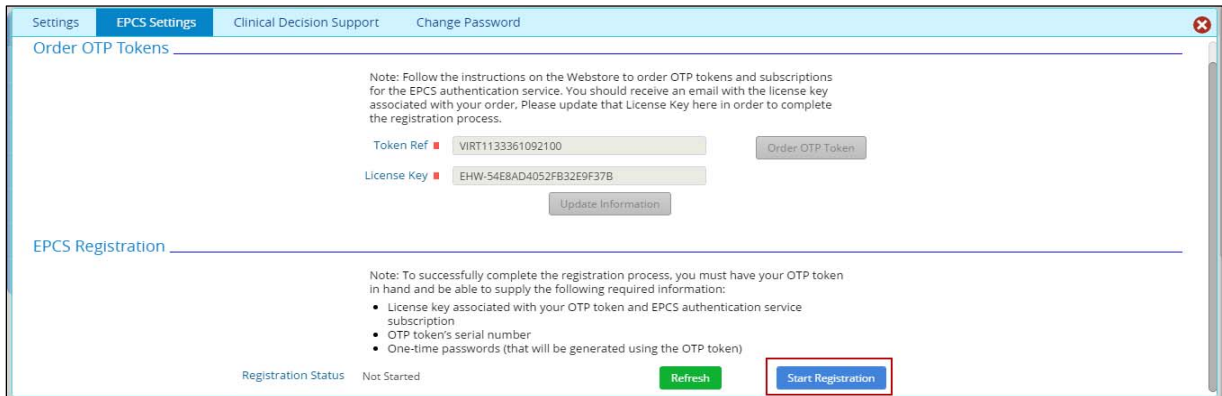 Settings EPCS Settings Clinical Decision Support Change Password
Order OTP Tokens
Note: Follow the instructions on the Webstore to order OTP tokens and subscriptions
for the EPCS authentication service. You should receive an email with the license key
associated with your order. Please update that License Key here in order to complete
the registration process.
Token Ref VIRT1133361092100 Order OTP Token
License Key EHW-54E8AD4052FB32E9F37B
Update Information
EPCS Registration
Note: To successfully complete the registration process, you must have your OTP token
in hand and be able to supply the following required information:
• License key associated with your OTP token and EPCS authentication service
subscription
• OTP token's serial number
• One-time passwords (that will be generated using the OTP token)
Registration Status Not Started Refresh Start Registration